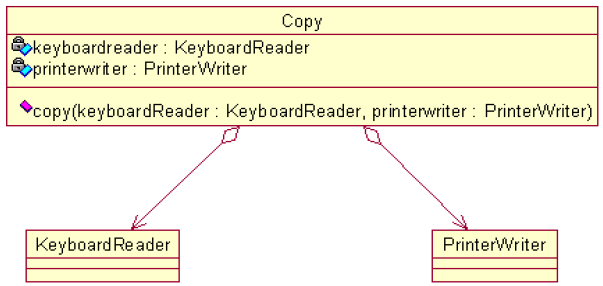 Copy
keyboardreader : KeyboardReader
printerwriter : PrinterWriter
copy(keyboardReader : KeyboardReader, printerwriter : PrinterWriter)
KeyboardReader
PrinterWriter